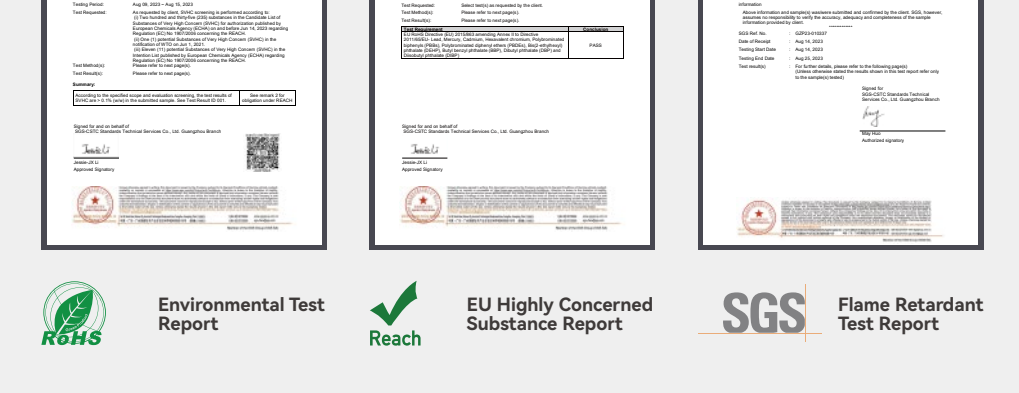 Testing Period: Aug 09, 2023 ~ Aug 15, 2023
Test Requested: As requested by client, SVHC screening is performed according to:
(i) Two hundred and thirty-five (235) substances in the Candidate List of
Substances of Very High Concern (SVHC) for authorization published by
European Chemicals Agency (ECHA) on and before Jun 14, 2023 regarding
Regulation (EC) No 1907/2006 concerning the REACH.
(ii) One (1) potential Substances of Very High Concern (SVHC) in the
notification of WTO on Jun 1, 2021.
(iii) Eleven (11) potential Substances of Very High Concern (SVHC) in the
Intention List published by European Chemicals Agency (ECHA) regarding
Regulation (EC) No 1907/2006 concerning the REACH.
Test Method(s): Please refer to next page(s).
Test Result(s): Please refer to next page(s).
Summary:
According to the specified scope and evaluation screening, the test results of
SVHC are > 0.1% (w/w) in the submitted sample. See Test Result ID 001.
See remark 2 for
obligation under REACH
Signed for and on behalf of
SGS-CSTC Standards Technical Services Co., Ltd. Guangzhou Branch
Jessie-JX Li
Approved Signatory
Test Requested: Select test(s) as requested by the client.
Test Method(s): Please refer to next page(s).
Test Result(s): Please refer to next page(s).
Test Requirement Conclusion
EU RoHS Directive (EU) 2015/863 amending Annex II to Directive
2011/65/EU- Lead, Mercury, Cadmium, Hexavalent chromium, Polybrominated
biphenyls (PBBs), Polybrominated diphenyl ethers (PBDEs), Bis(2-ethylhexyl)
phthalate (DEHP), Butyl benzyl phthalate (BBP), Dibutyl phthalate (DBP) and
Diisobutyl phthalate (DIBP)
PASS
Signed for and on behalf of
SGS-CSTC Standards Technical Services Co., Ltd. Guangzhou Branch
Jessie-JX Li
Approved Signatory
information
Above information and sample(s) was/were submitted and confirmed by the client. SGS, however,
assumes no responsibility to verify the accuracy, adequacy and completeness of the sample
information provided by client.
************
SGS Ref. No. : GZP23-010237
Date of Receipt : Aug 14, 2023
Testing Start Date : Aug 14, 2023
Testing End Date : Aug 25, 2023
Test result(s) : For further details, please refer to the following page(s)
(Unless otherwise stated the results shown in this test report refer only
to the sample(s) tested)
Signed for
SGS-CSTC Standards Technical
Services Co., Ltd. Guangzhou Branch
May Huo
Authorized signatory
RoHS
Environmental Test
Report
Reach
EU Highly Concerned
Substance Report
SGS
Flame Retardant
Test Report